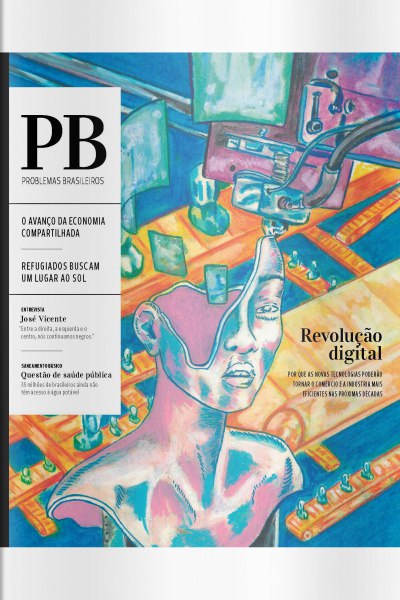 PB
PROBLEMAS BRASILEIROS
O AVANÇO DA ECONOMIA
COMPARTILHADA
REFUGIADOS BUSCAM
UM LUGAR AO SOL
ENTREVISTA
José Vicente
"Entre a direita, a esquerda e o
centro, nós continuamos negros."
SANEAMENTO BÁSICO
Questão de saúde pública
35 milhões de brasileiros ainda não
têm acesso à água potável
Revolução
digital
POR QUE AS NOVAS TECNOLOGIAS PODERÃO
TORNAR O COMÉRCIO E A INDÚSTRIA MAIS
EFICIENTES NAS PRÓXIMAS DÉCADAS